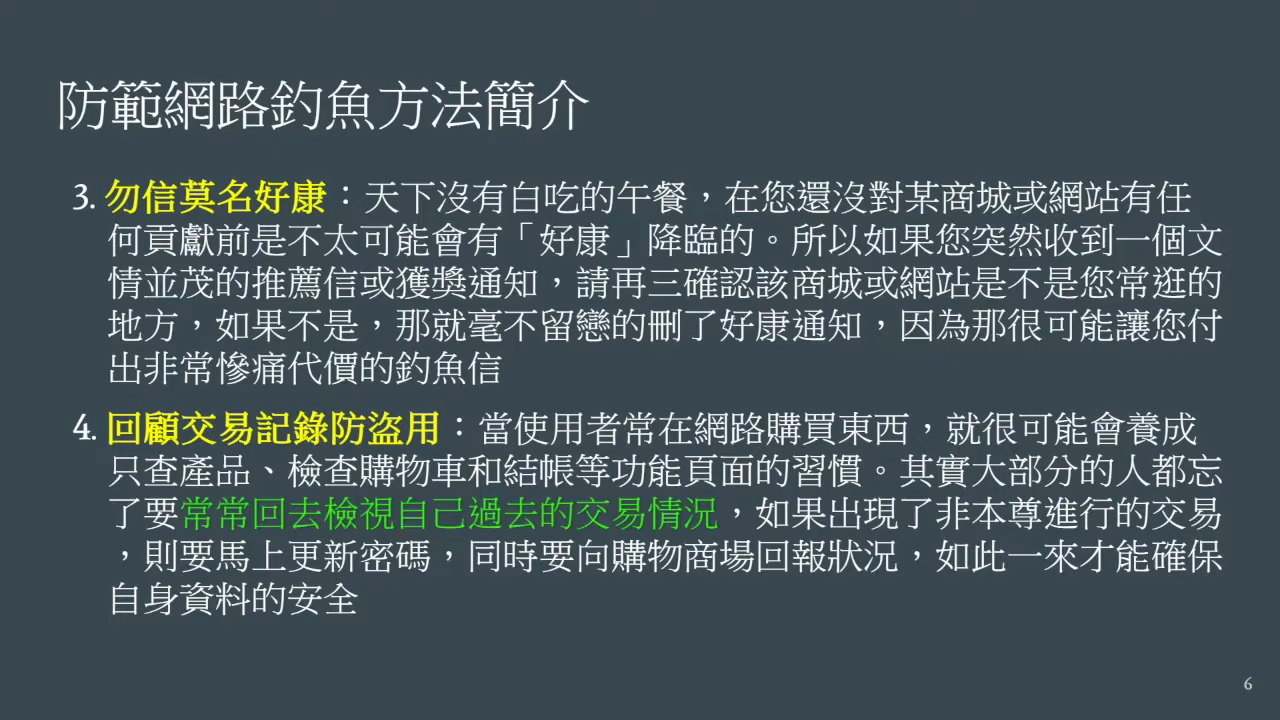 防範網路釣魚方法簡介
3. 勿信莫名好康：天下沒有白吃的午餐，在您還沒對某商城或網站有任
何貢獻前是不太可能會有「好康」降臨的。所以如果您突然收到一個文
情並茂的推薦信或獲獎通知，請再三確認該商城或網站是不是您常逛的
地方，如果不是，那就毫不留戀的刪了好康通知，因為那很可能讓您付
出非常慘痛代價的釣魚信
4. 回顧交易記錄防盜用：當使用者常在網路購買東西，就很可能會養成
只查產品、檢查購物車和結帳等功能頁面的習慣。其實大部分的人都忘
了要常常回去檢視自己過去的交易情況，如果出現了非本尊進行的交易
，則要馬上更新密碼，同時要向購物商場回報狀況，如此一來才能確保
自身資料的安全
6